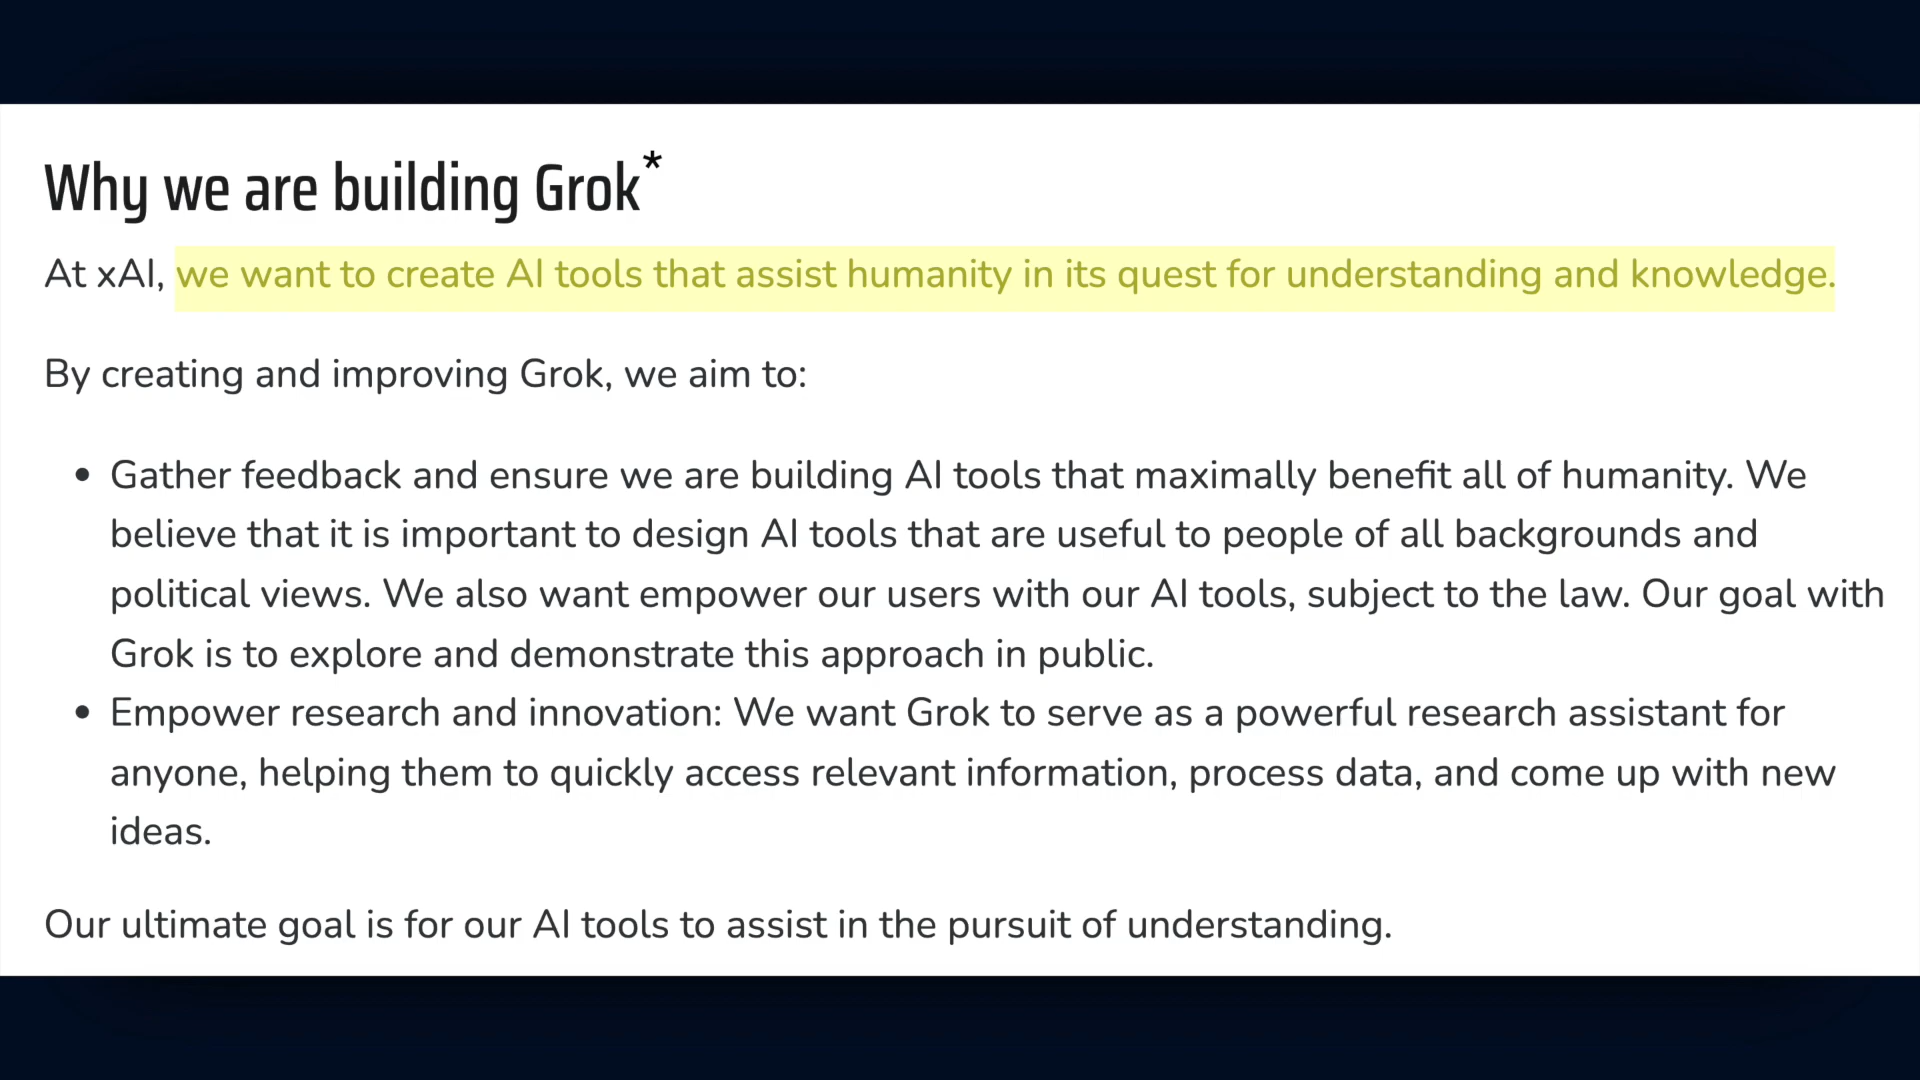 Why we are building Grok*
At xAI, we want to create AI tools that assist humanity in its quest for understanding and knowledge.
By creating and improving Grok, we aim to:
• Gather feedback and ensure we are building AI tools that maximally benefit all of humanity. We
believe that it is important to design AI tools that are useful to people of all backgrounds and
political views. We also want empower our users with our AI tools, subject to the law. Our goal with
Grok is to explore and demonstrate this approach in public.
• Empower research and innovation: We want Grok to serve as a powerful research assistant for
anyone, helping them to quickly access relevant information, process data, and come up with new
ideas.
Our ultimate goal is for our AI tools to assist in the pursuit of understanding.